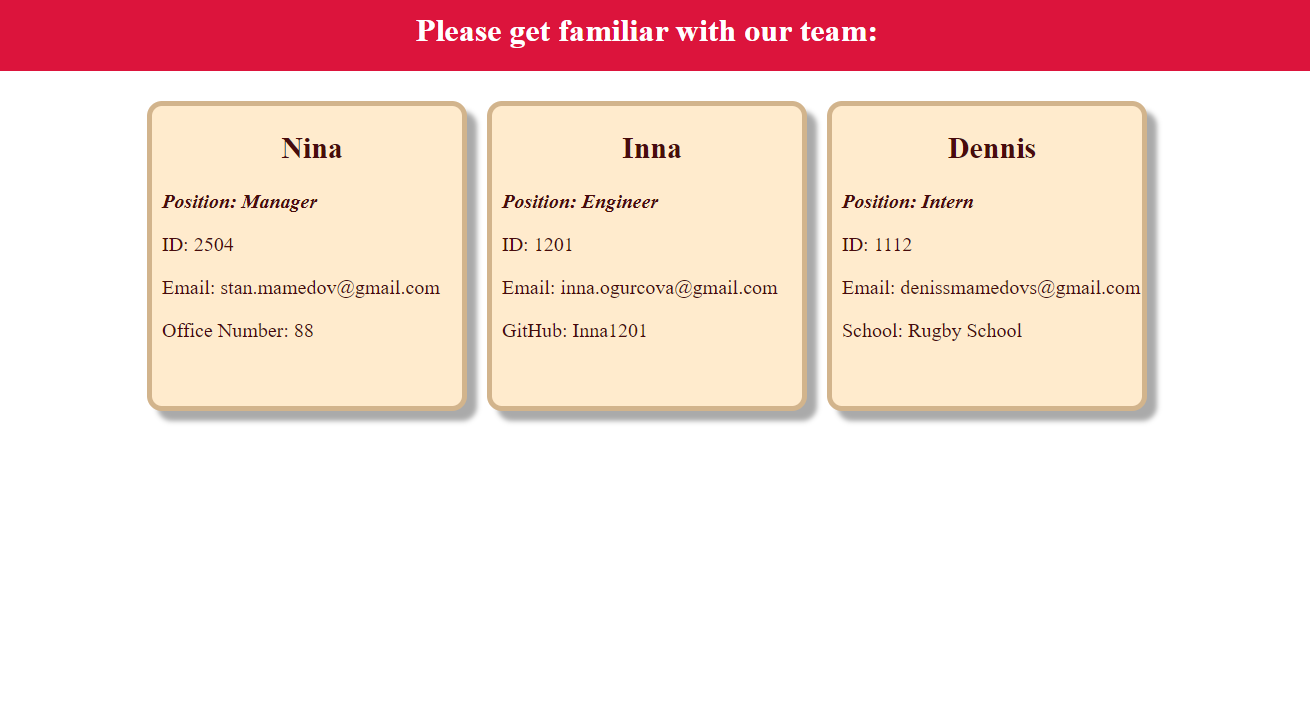 Please get familiar with our team:
Nina
Position: Manager
ID: 2504
Email: stan.mamedov@gmail.com
Office Number: 88
Inna
Position: Engineer
ID: 1201
Email: inna.ogurcova@gmail.com
GitHub: Inna1201
Dennis
Position: Intern
ID: 1112
Email: denissmamedovs@gmail.com
School: Rugby School